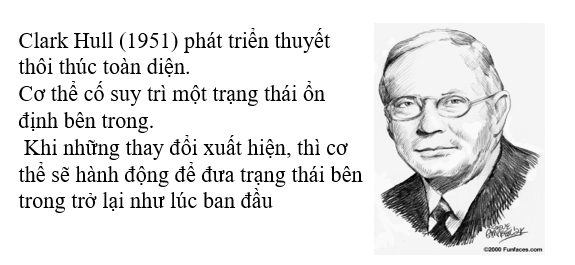 Clark Hull (1951) phát triển thuyết
thôi thúc toàn diện.
Cơ thể cố suy trì một trạng thái ổn
định bên trong.
Khi những thay đổi xuất hiện, thì cơ
thể sẽ hành động để đưa trạng thái bên
trong trở lại như lúc ban đầu
©2000 Funfaces.com